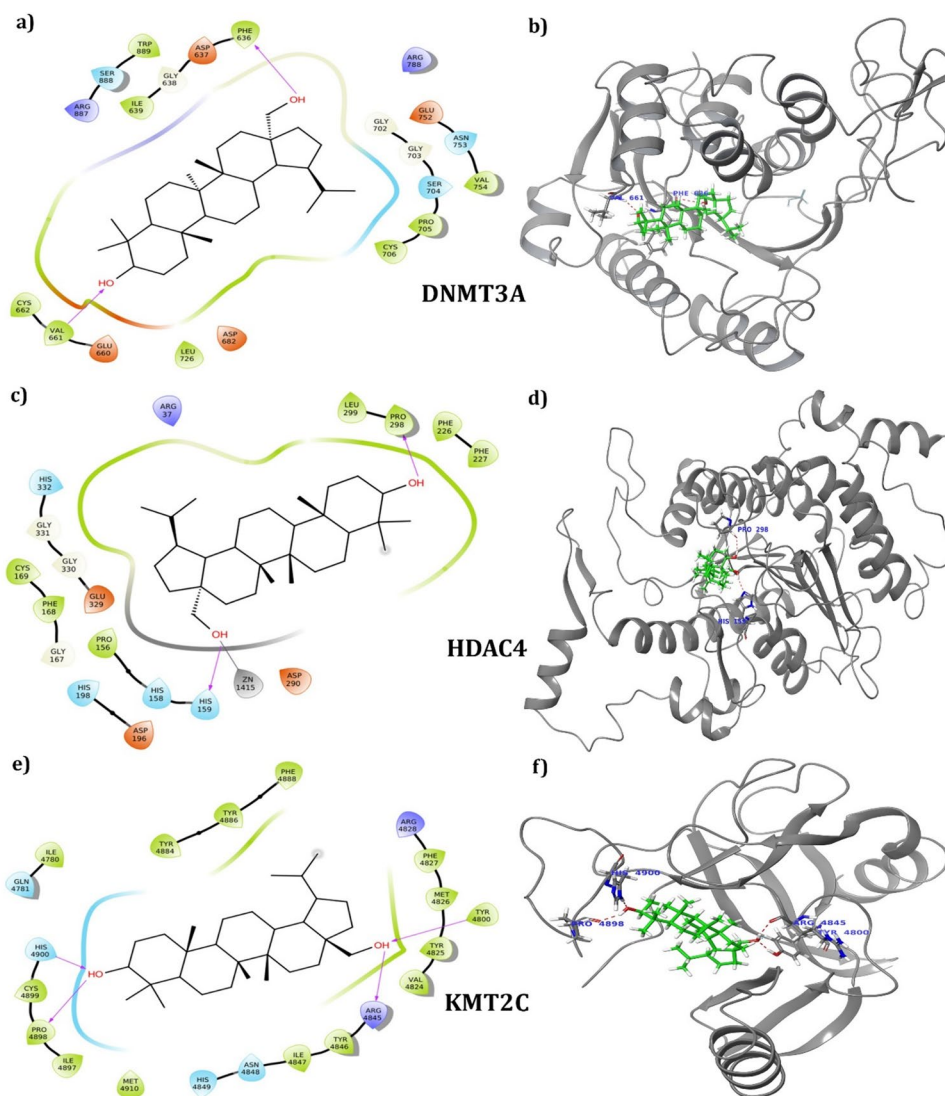 a)
b)
TRP
889
PHE
636
ASP
637
SER
888
GLY
638
ARG
887
ILE
639
OH
ARG
788
GLU
752
GLY
702
ASN
753
GLY
703
SER
704
VAL
754
PRO
705
CYS
706
HO
CYS
662
VAL
661
GLU
660
LEU
726
ASP
682
661
PHE
DNMT3A
c)
d)
ARG
37
LEU
299
PRO
298
PHE
226
PHE
227
OH
HIS
332
GLY
331
GLY
330
GLU
329
CYS
169
PHE
168
GLY
167
PRO
156
HIS
198
HIS
158
HIS
159
ASP
196
OH
ZN
1415
ASP
290
PRO 298
HIS
HDAC4
e)
f)
PHE
4888
TYR
4886
TYR
4884
ILE
4780
GLN
4781
HIS
4900
CYS
4899
PRO
4898
ILE
4897
MET
4910
HO
OH
ARG
4828
PHE
4827
MET
4826
TYR
4800
TYR
4825
VAL
4824
ARG
4845
TYR
4846
ILE
4847
ASN
4848
HIS
4849
HIS 4900
4898
ARG 4845
TYR 4800
KMT2C